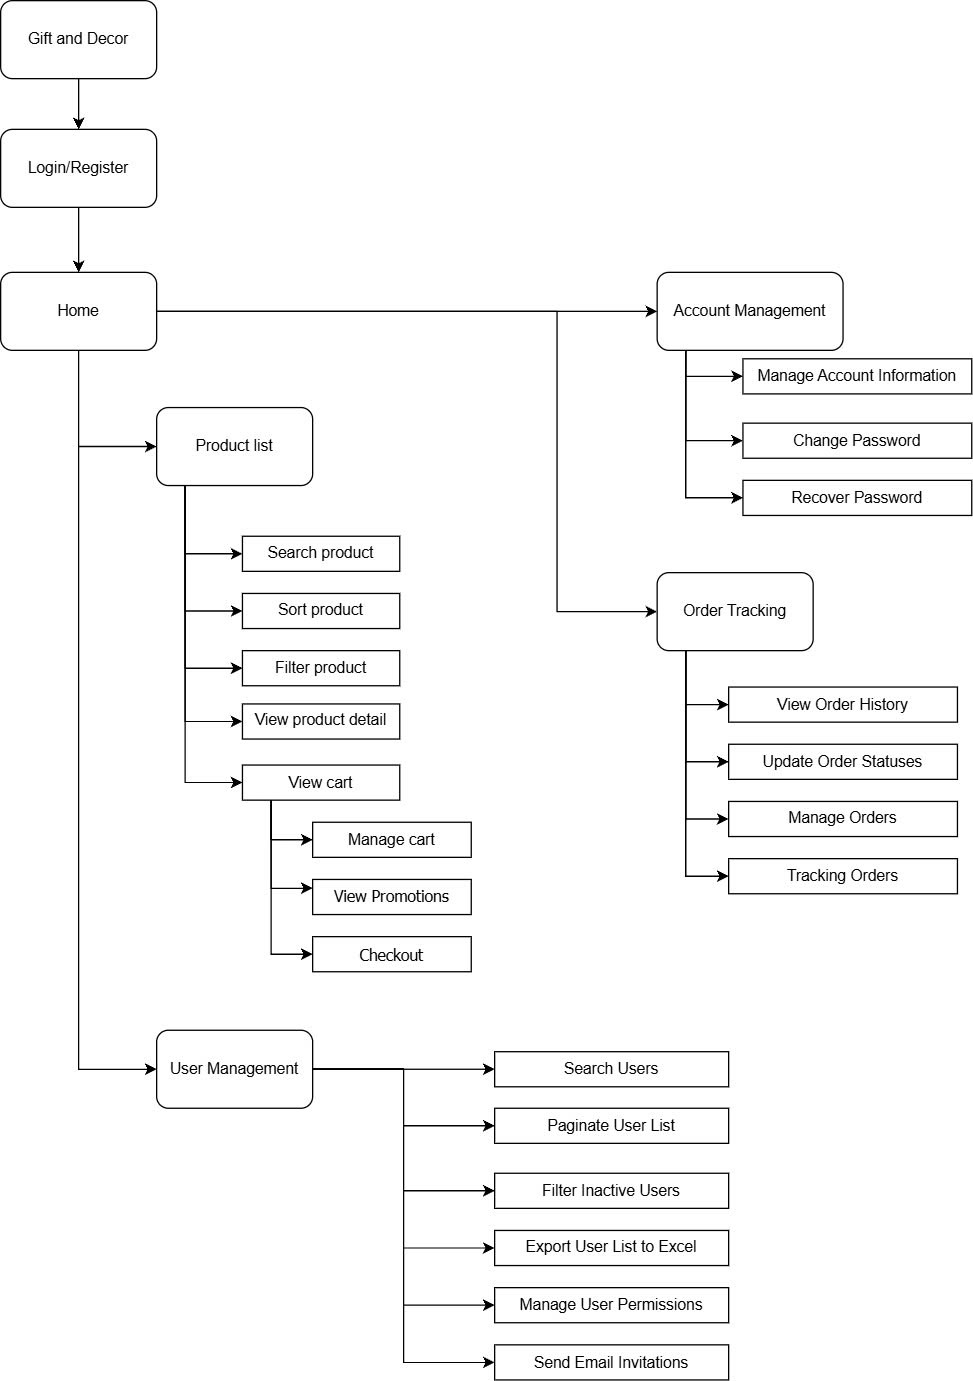 Gift and Decor
Login/Register
Home
Account Management
Manage Account Information
Change Password
Recover Password
Product list
Search product
Sort product
Filter product
View product detail
View cart
Manage cart
View Promotions
Checkout
Order Tracking
View Order History
Update Order Statuses
Manage Orders
Tracking Orders
User Management
Search Users
Paginate User List
Filter Inactive Users
Export User List to Excel
Manage User Permissions
Send Email Invitations